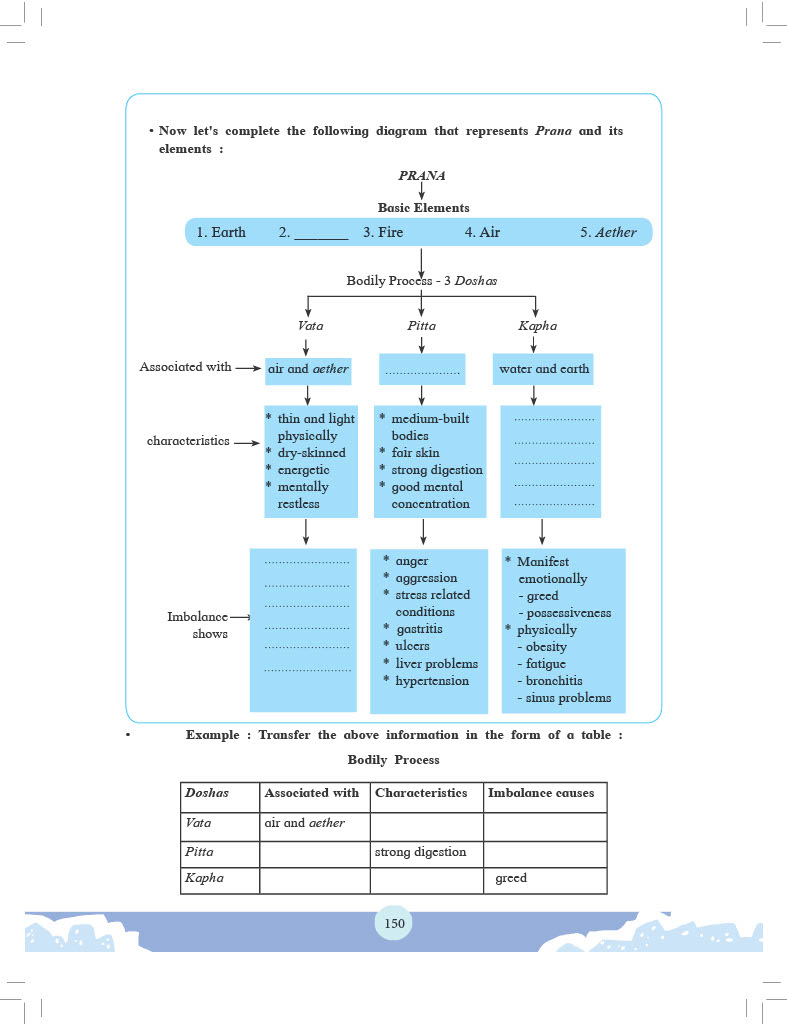 • Now let's complete the following diagram that represents Prana and its
elements :
PRANA
Basic Elements
1. Earth 2. _______ 3. Fire 4. Air 5. Aether
Bodily Process - 3 Doshas
Vata Pitta Kapha
Associated with air and aether ..................... water and earth
characteristics
* thin and light
physically
* dry-skinned
* energetic
* mentally
restless
* medium-built
bodies
* fair skin
* strong digestion
* good mental
concentration
.......................
.......................
.......................
.......................
.......................
Imbalance
shows
........................
........................
........................
........................
........................
........................
* anger
* aggression
* stress related
conditions
* gastritis
* ulcers
* liver problems
* hypertension
* Manifest
emotionally
- greed
- possessiveness
* physically
- obesity
- fatigue
- bronchitis
- sinus problems
• Example : Transfer the above information in the form of a table :
Bodily Process
Doshas Associated with Characteristics Imbalance causes
Vata air and aether
Pitta strong digestion
Kapha greed
150